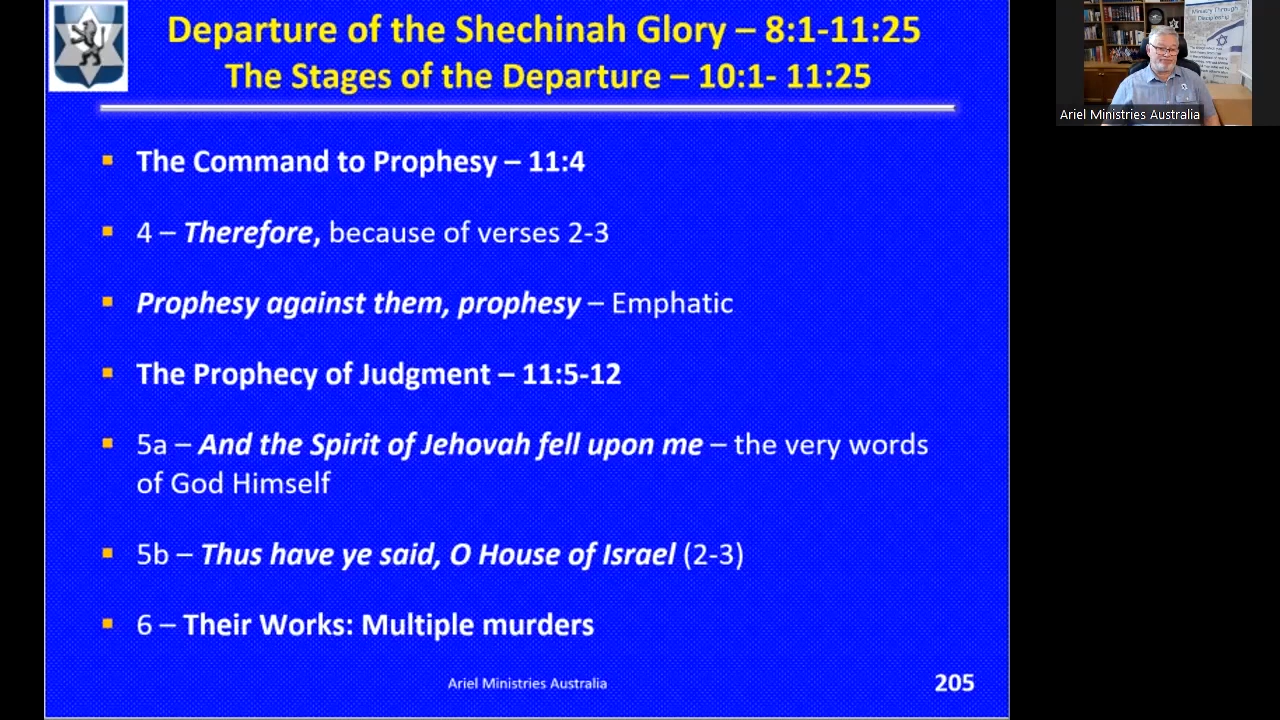 Departure of the Shechinah Glory – 8:1-11:25
The Stages of the Departure – 10:1- 11:25
The Command to Prophesy – 11:4
4 – Therefore, because of verses 2-3
Prophesy against them, prophesy – Emphatic
The Prophecy of Judgment – 11:5-12
5a – And the Spirit of Jehovah fell upon me – the very words
of God Himself
5b – Thus have ye said, O House of Israel (2-3)
6 – Their Works: Multiple murders
Ariel Ministries Australia
205
Ministry Through
Discipleship
Ariel Ministries Australia